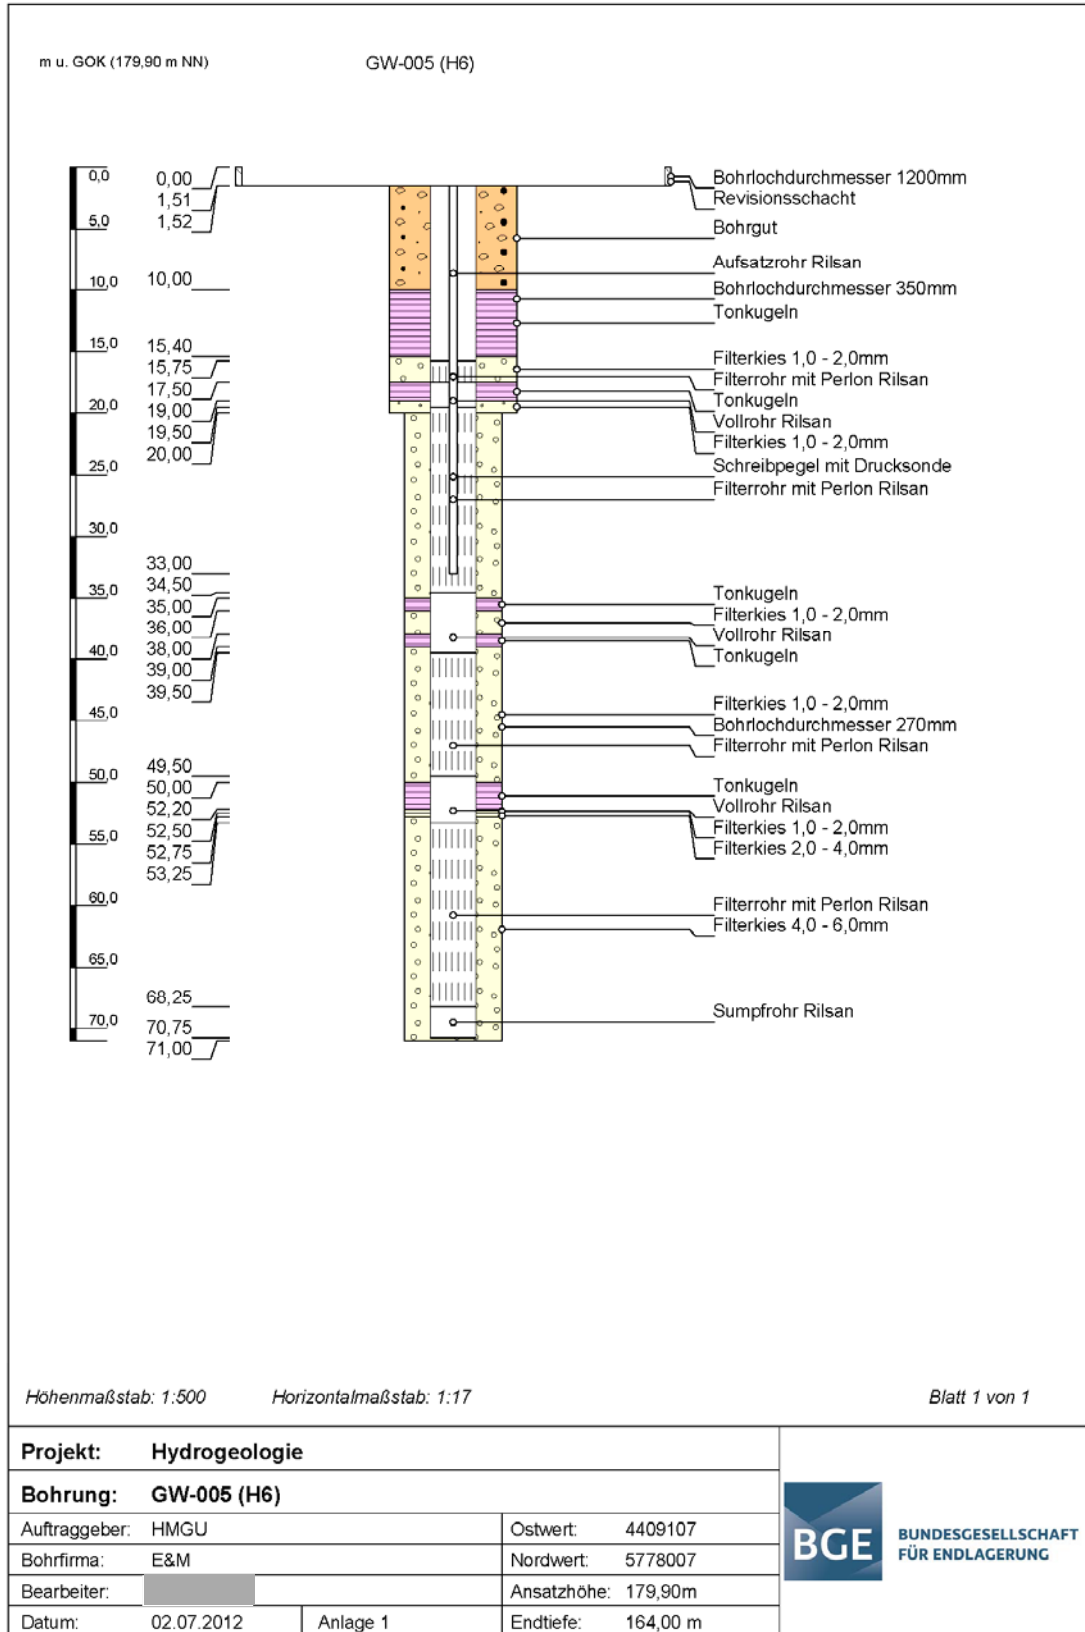 m u. GOK (179,90 m NN)
GW-005 (H6)
0,0
5,0
10,0
15,0
20,0
25,0
30,0
35,0
40,0
45,0
50,0
55,0
60,0
65,0
70,0
0,00
1,51
1,52
10,00
15,40
15,75
17,50
19,00
19,50
20,00
33,00
34,50
35,00
36,00
38,00
39,00
39,50
49,50
50,00
52,20
52,50
52,75
53,25
68,25
70,75
71,00
Bohrlochdurchmesser 1200mm
Revisionsschacht
Bohrgut
Aufsatzrohr Rilsan
Bohrlochdurchmesser 350mm
Tonkugeln
Filterkies 1,0 - 2,0mm
Filterrohr mit Perlon Rilsan
Tonkugeln
Vollrohr Rilsan
Filterkies 1,0 - 2,0mm
Schreibpegel mit Drucksonde
Filterrohr mit Perlon Rilsan
Tonkugeln
Filterkies 1,0 - 2,0mm
Vollrohr Rilsan
Tonkugeln
Filterkies 1,0 - 2,0mm
Bohrlochdurchmesser 270mm
Filterrohr mit Perlon Rilsan
Tonkugeln
Vollrohr Rilsan
Filterkies 1,0 - 2,0mm
Filterkies 2,0 - 4,0mm
Filterrohr mit Perlon Rilsan
Filterkies 4,0 - 6,0mm
Sumpfrohr Rilsan
Höhenmaßstab: 1:500 Horizontalmaßstab: 1:17 Blatt 1 von 1
Projekt: Hydrogeologie
Bohrung: GW-005 (H6)
Auftraggeber: HMGU Ostwert: 4409107
Bohrfirma: E&M Nordwert: 5778007
Bearbeiter: Ansatzhöhe: 179,90m
Datum: 02.07.2012 Anlage 1 Endtiefe: 164,00 m
BGE
BUNDESGESELLSCHAFT
FÜR ENDLAGERUNG